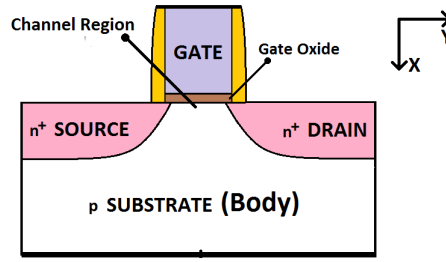 Channel Region
GATE
Gate Oxide
Y
X
n+ SOURCE
n+ DRAIN
p SUBSTRATE (Body)